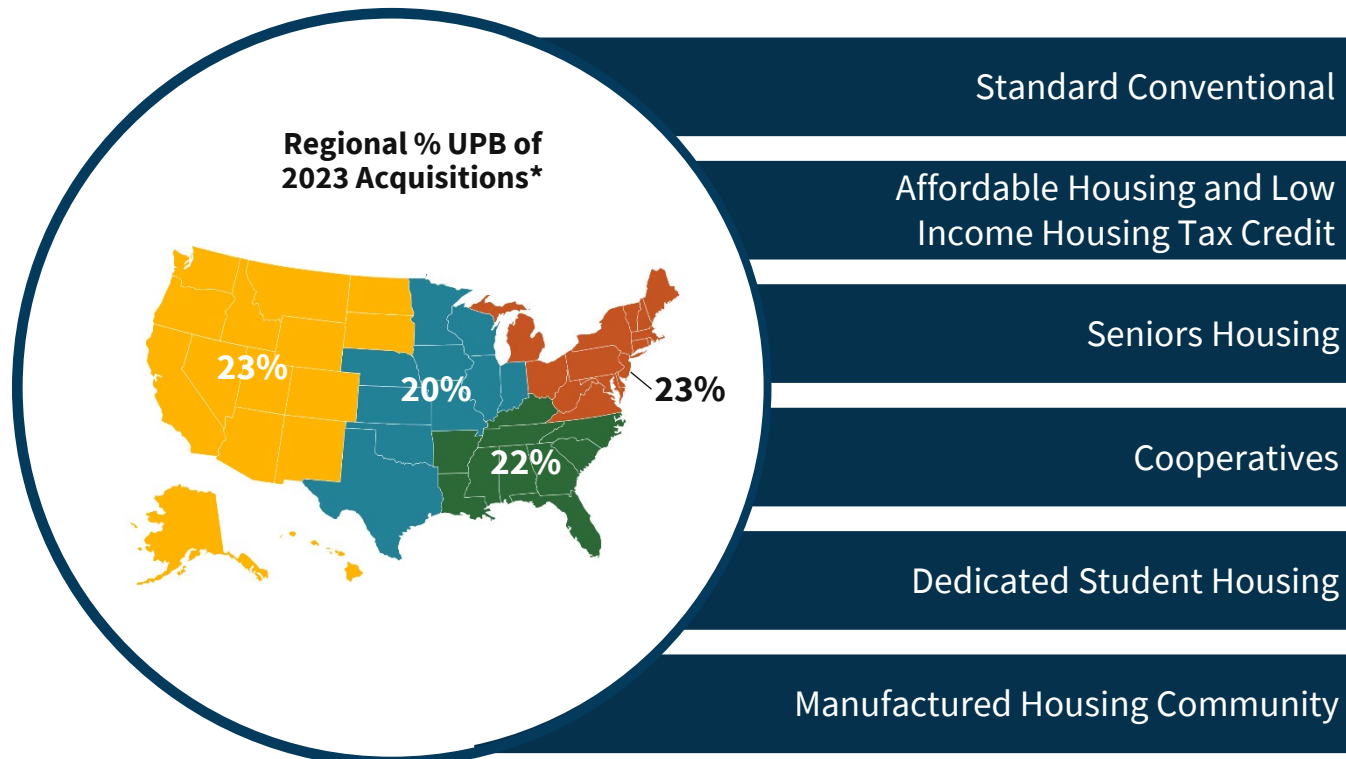 Regional % UPB of
2023 Acquisitions*
23%
20%
23%
22%
Standard Conventional
Affordable Housing and Low
Income Housing Tax Credit
Seniors Housing
Cooperatives
Dedicated Student Housing
Manufactured Housing Community